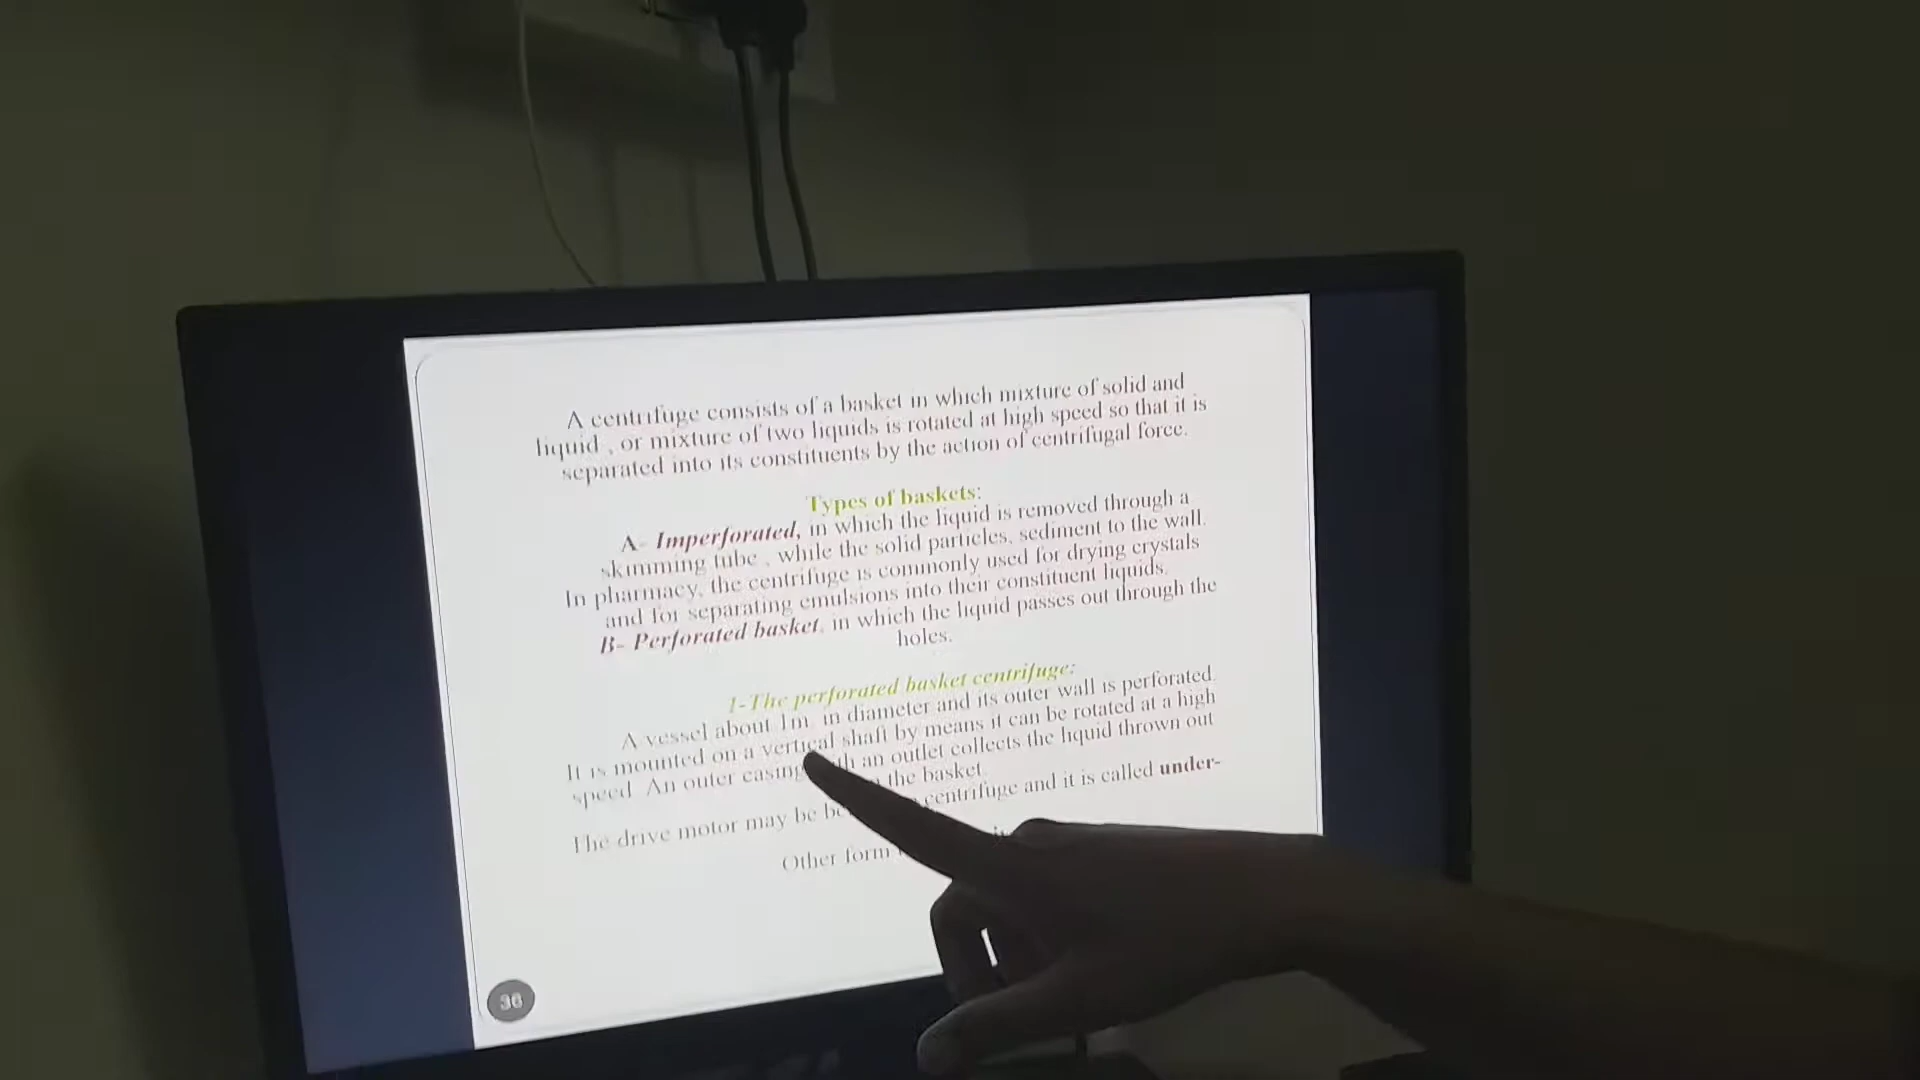 A centrifuge consists of a basket in which mixture of solid and
liquid , or mixture of two liquids is rotated at high speed so that it is
separated into its constituents by the action of centrifugal force.
Types of baskets:
A- Imperforated, in which the liquid is removed through a
skimming tube , while the solid particles, sediment to the wall.
In pharmacy, the centrifuge is commonly used for drying crystals
and for separating emulsions into their constituent liquids.
B- Perforated basket, in which the liquid passes out through the
holes.
1-The perforated basket centrifuge:
A vessel about 1m, in diameter and its outer wall is perforated.
It is mounted on a vertical shaft by means it can be rotated at a high
speed. An outer casing an outlet collects the liquid thrown out
the basket.
The drive motor may be centrifuge and it is called under-
Other form
36